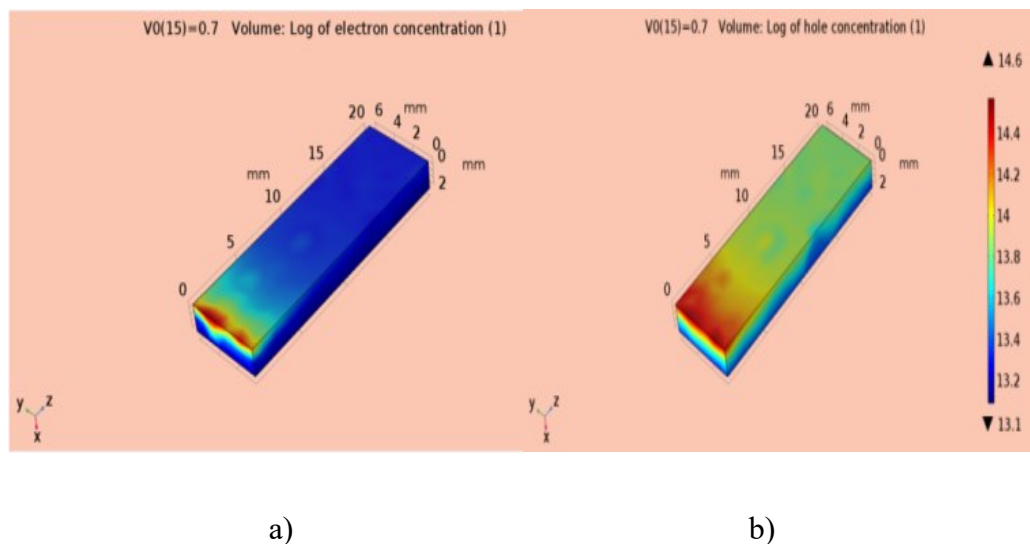 V0(15)=0.7 Volume: Log of electron concentration (1)
20 6 4 2 0 mm
0 2 mm
15
mm
10
5
0
y z x
V0(15)=0.7 Volume: Log of hole concentration (1)
20 6 4 2 0 mm
0 2 mm
15
mm
10
5
0
y z x
▲ 14.6
14.4
14.2
14
13.8
13.6
13.4
13.2
▼ 13.1
a)
b)